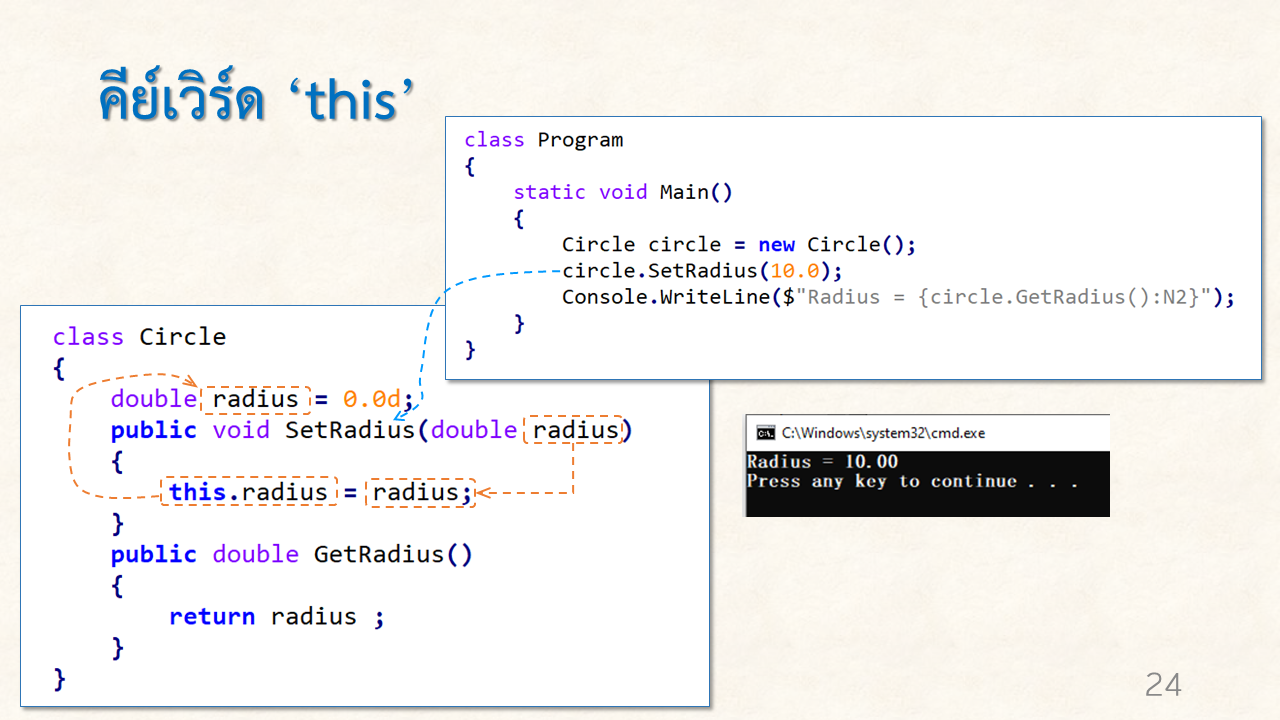 คีย์เวิร์ด ‘this’
class Program
{
    static void Main()
    {
        Circle circle = new Circle();
        circle.SetRadius(10.0);
        Console.WriteLine($"Radius = {circle.GetRadius():N2}");
    }
}
class Circle
{
    double radius = 0.0d;
    public void SetRadius(double radius)
    {
        this.radius = radius;
    }
    public double GetRadius()
    {
        return radius ;
    }
}
C:\Windows\system32\cmd.exe
Radius = 10.00
Press any key to continue . . .
24